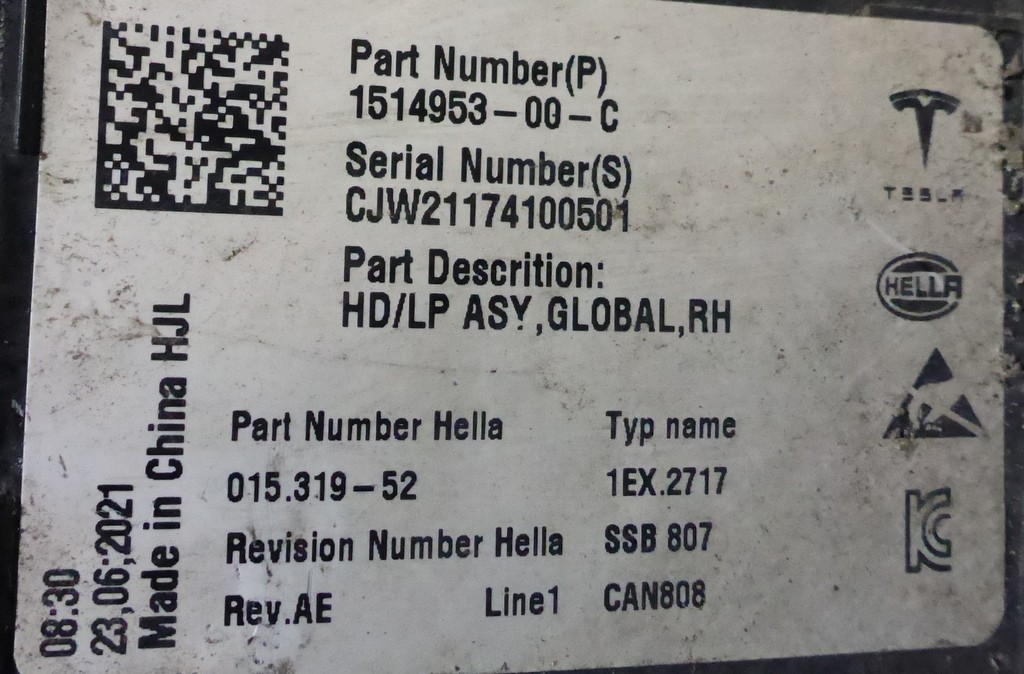 Part Number(P)
1514953-00-C
Serial Number(S)
CJW21174100501
Part Descrition:
HD/LP ASY,GLOBAL,RH
TESLA
HELLA
Part Number Hella
Typ name
015.319-52
1EX.2717
Revision Number Hella
SSB 807
Rev.AE
Line1
CAN808
08:30
23,06;2021
Made in China HJL